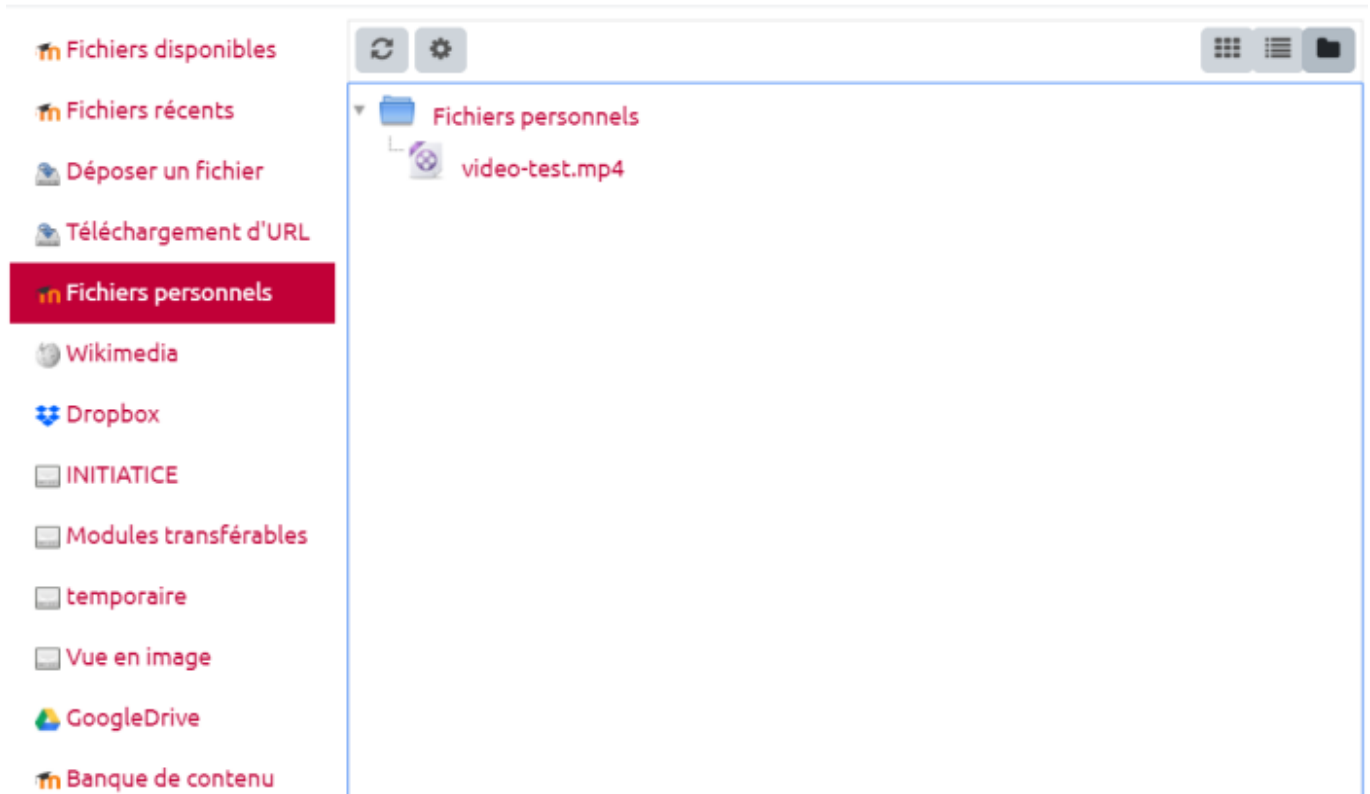 Fichiers disponibles
Fichiers récents
Déposer un fichier
Téléchargement d'URL
Fichiers personnels
Wikimedia
Dropbox
INITIATICE
Modules transférables
temporaire
Vue en image
GoogleDrive
Banque de contenu
Fichiers personnels
video-test.mp4